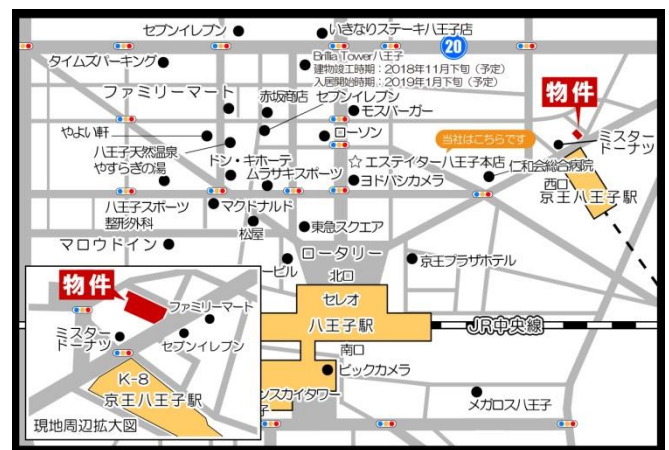 セブンイレブン
いきなりステーキ八王子店
20
タイムズパーキング
Brillia Tower八王子
建物竣工時期：2018年11月下旬（予定）
入居開始時期：2019年1月下旬（予定）
ファミリーマート
赤坂商店
セブンイレブン
モスバーガー
物件
やよい軒
ローソン
当社はこちらです
ミスター
ドーナツ
八王子天然温泉
やすらぎの湯
ドン・キホーテ
ムラサキスポーツ
☆エステイター八王子本店
仁和会総合病院
ヨドバシカメラ
西口
京王八王子駅
八王子スポーツ
整形外科
マクドナルド
松屋
東急スクエア
マロウドイン
ロータリー
ービル
北口
京王プラザホテル
セレオ
八王子駅
JR中央線
南口
ビックカメラ
ンスカイタワー
子
メガロス八王子
物件
ファミリーマート
ミスター
ドーナツ
セブンイレブン
K-8
京王八王子駅
現地周辺拡大図